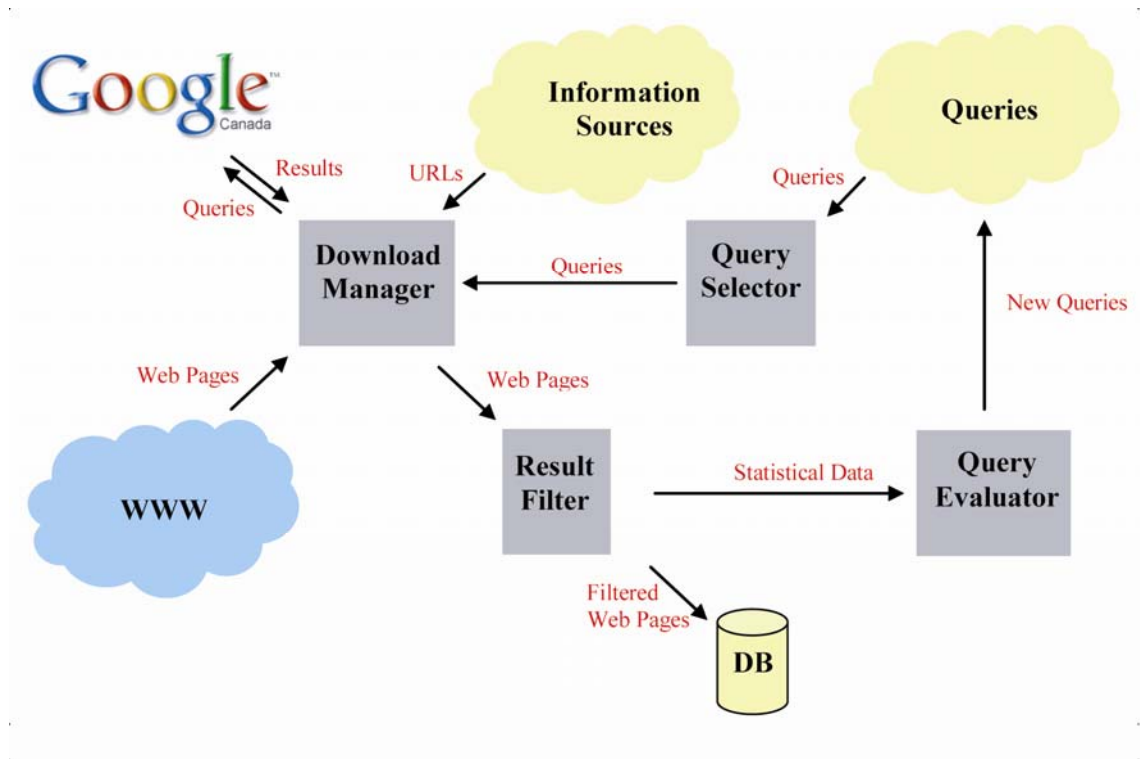 Google™
Canada
Information
Sources
Queries
Results
URLs
Queries
Queries
Download
Manager
Queries
Query
Selector
New Queries
Web Pages
Web Pages
WWW
Result
Filter
Statistical Data
Query
Evaluator
Filtered
Web Pages
DB